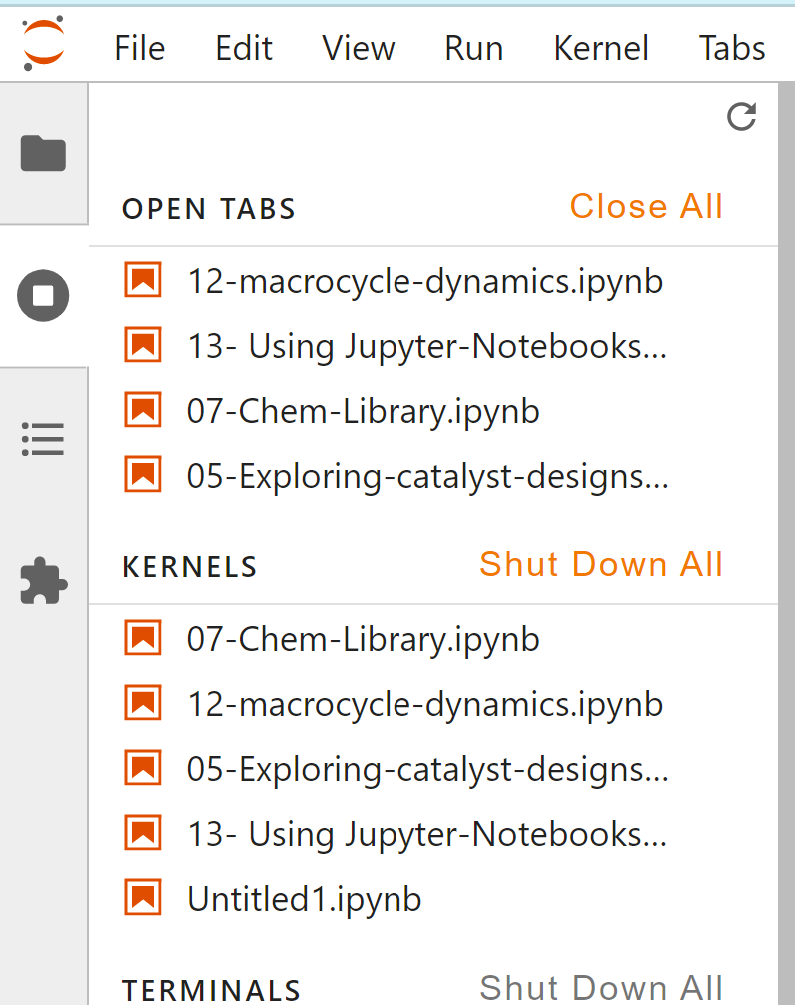 File Edit View Run Kernel Tabs
OPEN TABS Close All
12-macrocycle-dynamics.ipynb
13- Using Jupyter-Notebooks...
07-Chem-Library.ipynb
05-Exploring-catalyst-designs...
KERNELS Shut Down All
07-Chem-Library.ipynb
12-macrocycle-dynamics.ipynb
05-Exploring-catalyst-designs...
13- Using Jupyter-Notebooks...
Untitled1.ipynb
TERMINALS Shut Down All